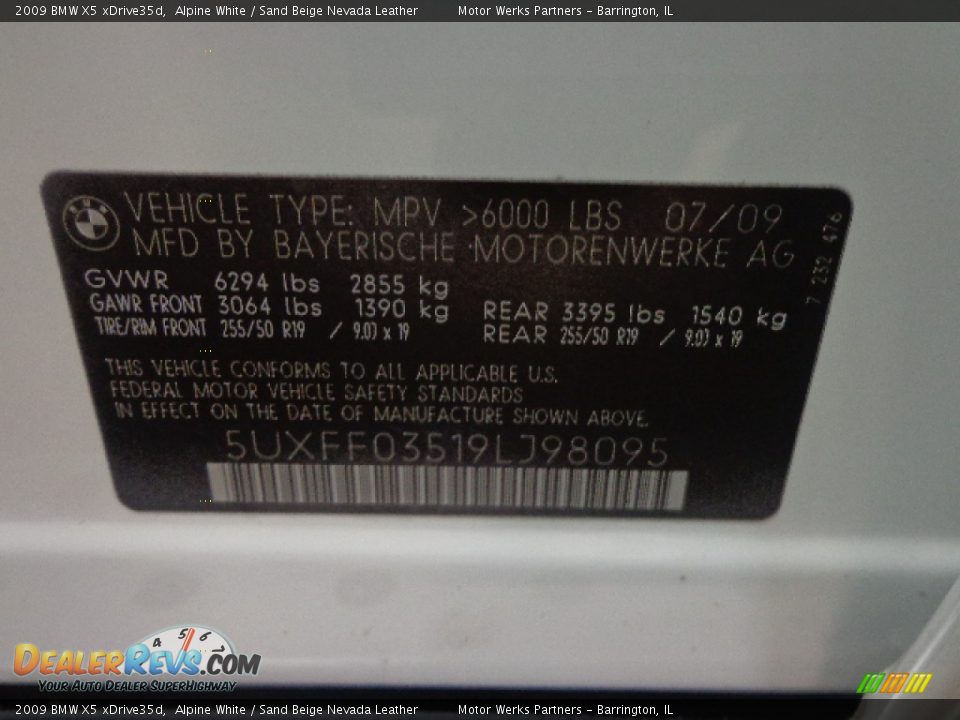 2009 BMW X5 xDrive35d,  Alpine White / Sand Beige Nevada Leather   Motor Werks Partners - Barrington, IL
BMW
VEHICLE TYPE: MPV >6000 LBS 07/09
MFD BY BAYERISCHE MOTORENWERKE AG
7 232 476
GVWR 6294 lbs 2855 kg
GAWR FRONT 3064 lbs 1390 kg REAR 3395 lbs 1540 kg
TIRE/RIM FRONT 255/50 R19 / 9.0J x 19 REAR 255/50 R19 / 9.0J x 19
THIS VEHICLE CONFORMS TO ALL APPLICABLE U.S.
FEDERAL MOTOR VEHICLE SAFETY STANDARDS
IN EFFECT ON THE DATE OF MANUFACTURE SHOWN ABOVE.
5UXFF03519LJ98095
4 5 6 7
DEALERREVS.COM
YOUR AUTO DEALER SUPERHIGHWAY
2009 BMW X5 xDrive35d,  Alpine White / Sand Beige Nevada Leather   Motor Werks Partners - Barrington, IL